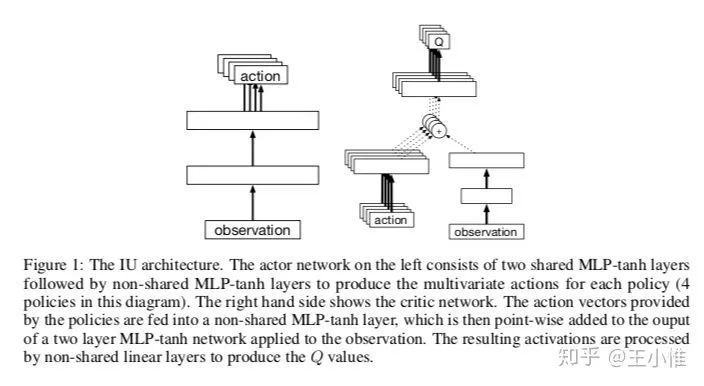 action
Q
+
action
observation
observation
Figure 1: The IU architecture. The actor network on the left consists of two shared MLP-tanh layers
followed by non-shared MLP-tanh layers to produce the multivariate actions for each policy (4
policies in this diagram). The right hand side shows the critic network. The action vectors provided
by the policies are fed into a non-shared MLP-tanh layer, which is then point-wise added to the ouput
of a two layer MLP-tanh network applied to the observation. The resulting activations are processed
by non-shared linear layers to produce the Q values.
知乎 @王小惟